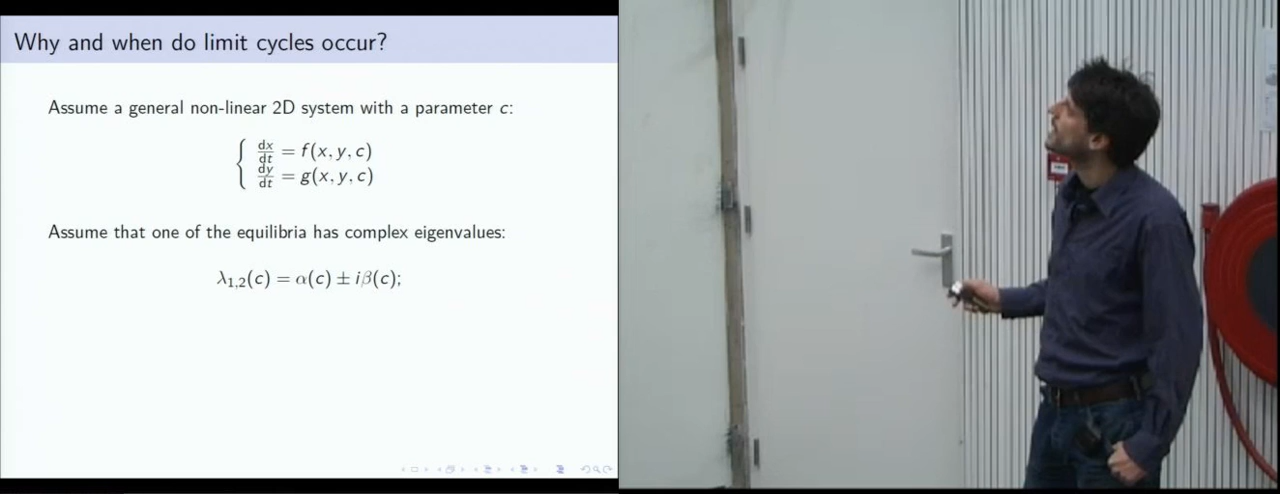 Why and when do limit cycles occur?
Assume a general non-linear 2D system with a parameter c:
{ dx/dt = f(x, y, c)
dy/dt = g(x, y, c)
Assume that one of the equilibria has complex eigenvalues:
λ1,2(c) = α(c) ± iβ(c);